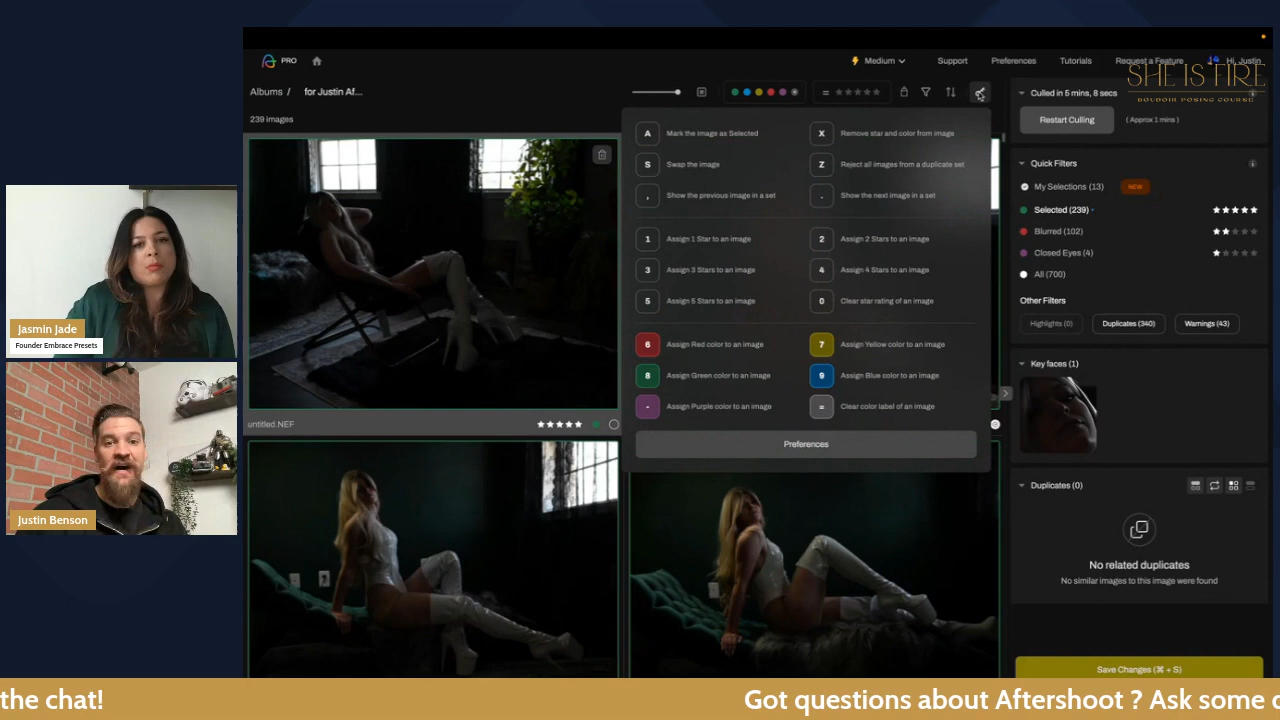 PRO
Medium
Support
Preferences
Tutorials
Request a Feature
Hi, Justin
SHE IS FIRE
BOUDOIR POSING COURSE
Albums /
for Justin Af...
239 images
A Mark the image as Selected
X Remove star and color from image
S Swap the image
Z Reject all images from a duplicate set
, Show the previous image in a set
. Show the next image in a set
1 Assign 1 Star to an image
2 Assign 2 Stars to an image
3 Assign 3 Stars to an image
4 Assign 4 Stars to an image
5 Assign 5 Stars to an image
0 Clear star rating of an image
6 Assign Red color to an image
7 Assign Yellow color to an image
8 Assign Green color to an image
9 Assign Blue color to an image
- Assign Purple color to an image
= Clear color label of an image
Preferences
untitled.NEF
Culled in 5 mins, 8 secs
Restart Culling
( Approx 1 mins )
Quick Filters
My Selections (13)
NEW
Selected (239)
Blurred (102)
Closed Eyes (4)
All (700)
Other Filters
Highlights (0)
Duplicates (340)
Warnings (43)
Key faces (1)
Duplicates (0)
No related duplicates
No similar images to this image were found
Save Changes (⌘ + S)
Jasmin Jade
Founder Embrace Presets
Justin Benson
the chat!
Got questions about Aftershoot ? Ask some